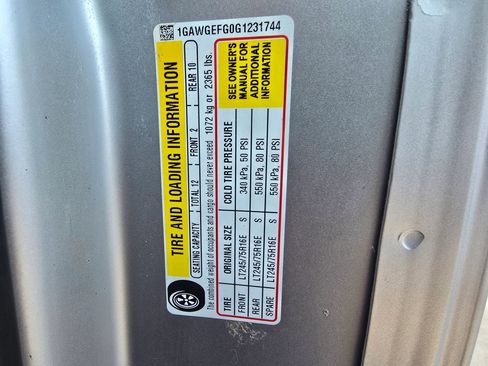 1GAWGEFG0G1231744
TIRE AND LOADING INFORMATION
SEATING CAPACITY TOTAL 12 FRONT 2 REAR 10
The combined weight of occupants and cargo should never exceed 1072 kg or 2365 lbs.
TIRE ORIGINAL SIZE COLD TIRE PRESSURE
FRONT LT245/75R16E S 340 kPa, 50 PSI
REAR LT245/75R16E S 550 kPa, 80 PSI
SPARE LT245/75R16E S 550 kPa, 80 PSI
SEE OWNER'S
MANUAL FOR
ADDITIONAL
INFORMATION